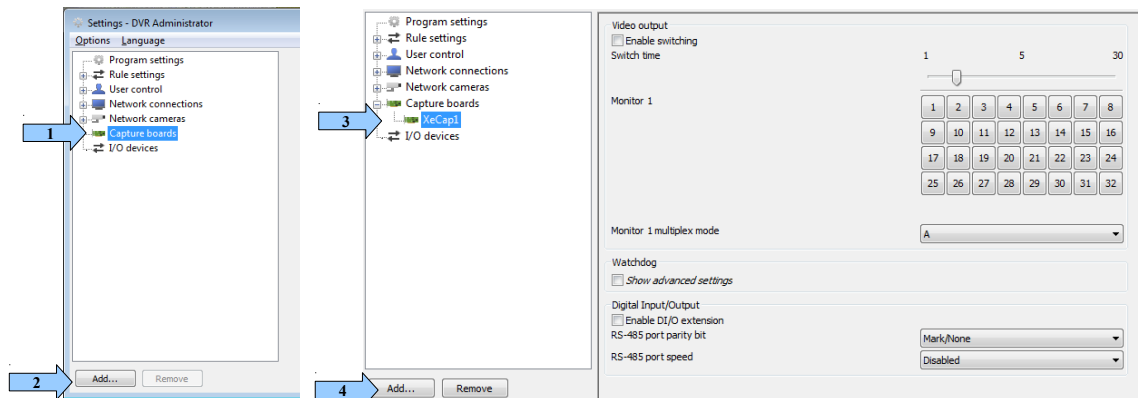 Settings - DVR Administrator
Options Language
Program settings
Rule settings
User control
Network connections
Network cameras
1
Capture boards
I/O devices
2
Add... Remove
Program settings
Rule settings
User control
Network connections
Network cameras
Capture boards
3
XeCap1
I/O devices
4
Add... Remove
Video output
Enable switching
Switch time 1 5 30
Monitor 1
1 2 3 4 5 6 7 8
9 10 11 12 13 14 15 16
17 18 19 20 21 22 23 24
25 26 27 28 29 30 31 32
Monitor 1 multiplex mode A
Watchdog
Show advanced settings
Digital Input/Output
Enable DI/O extension
RS-485 port parity bit Mark/None
RS-485 port speed Disabled